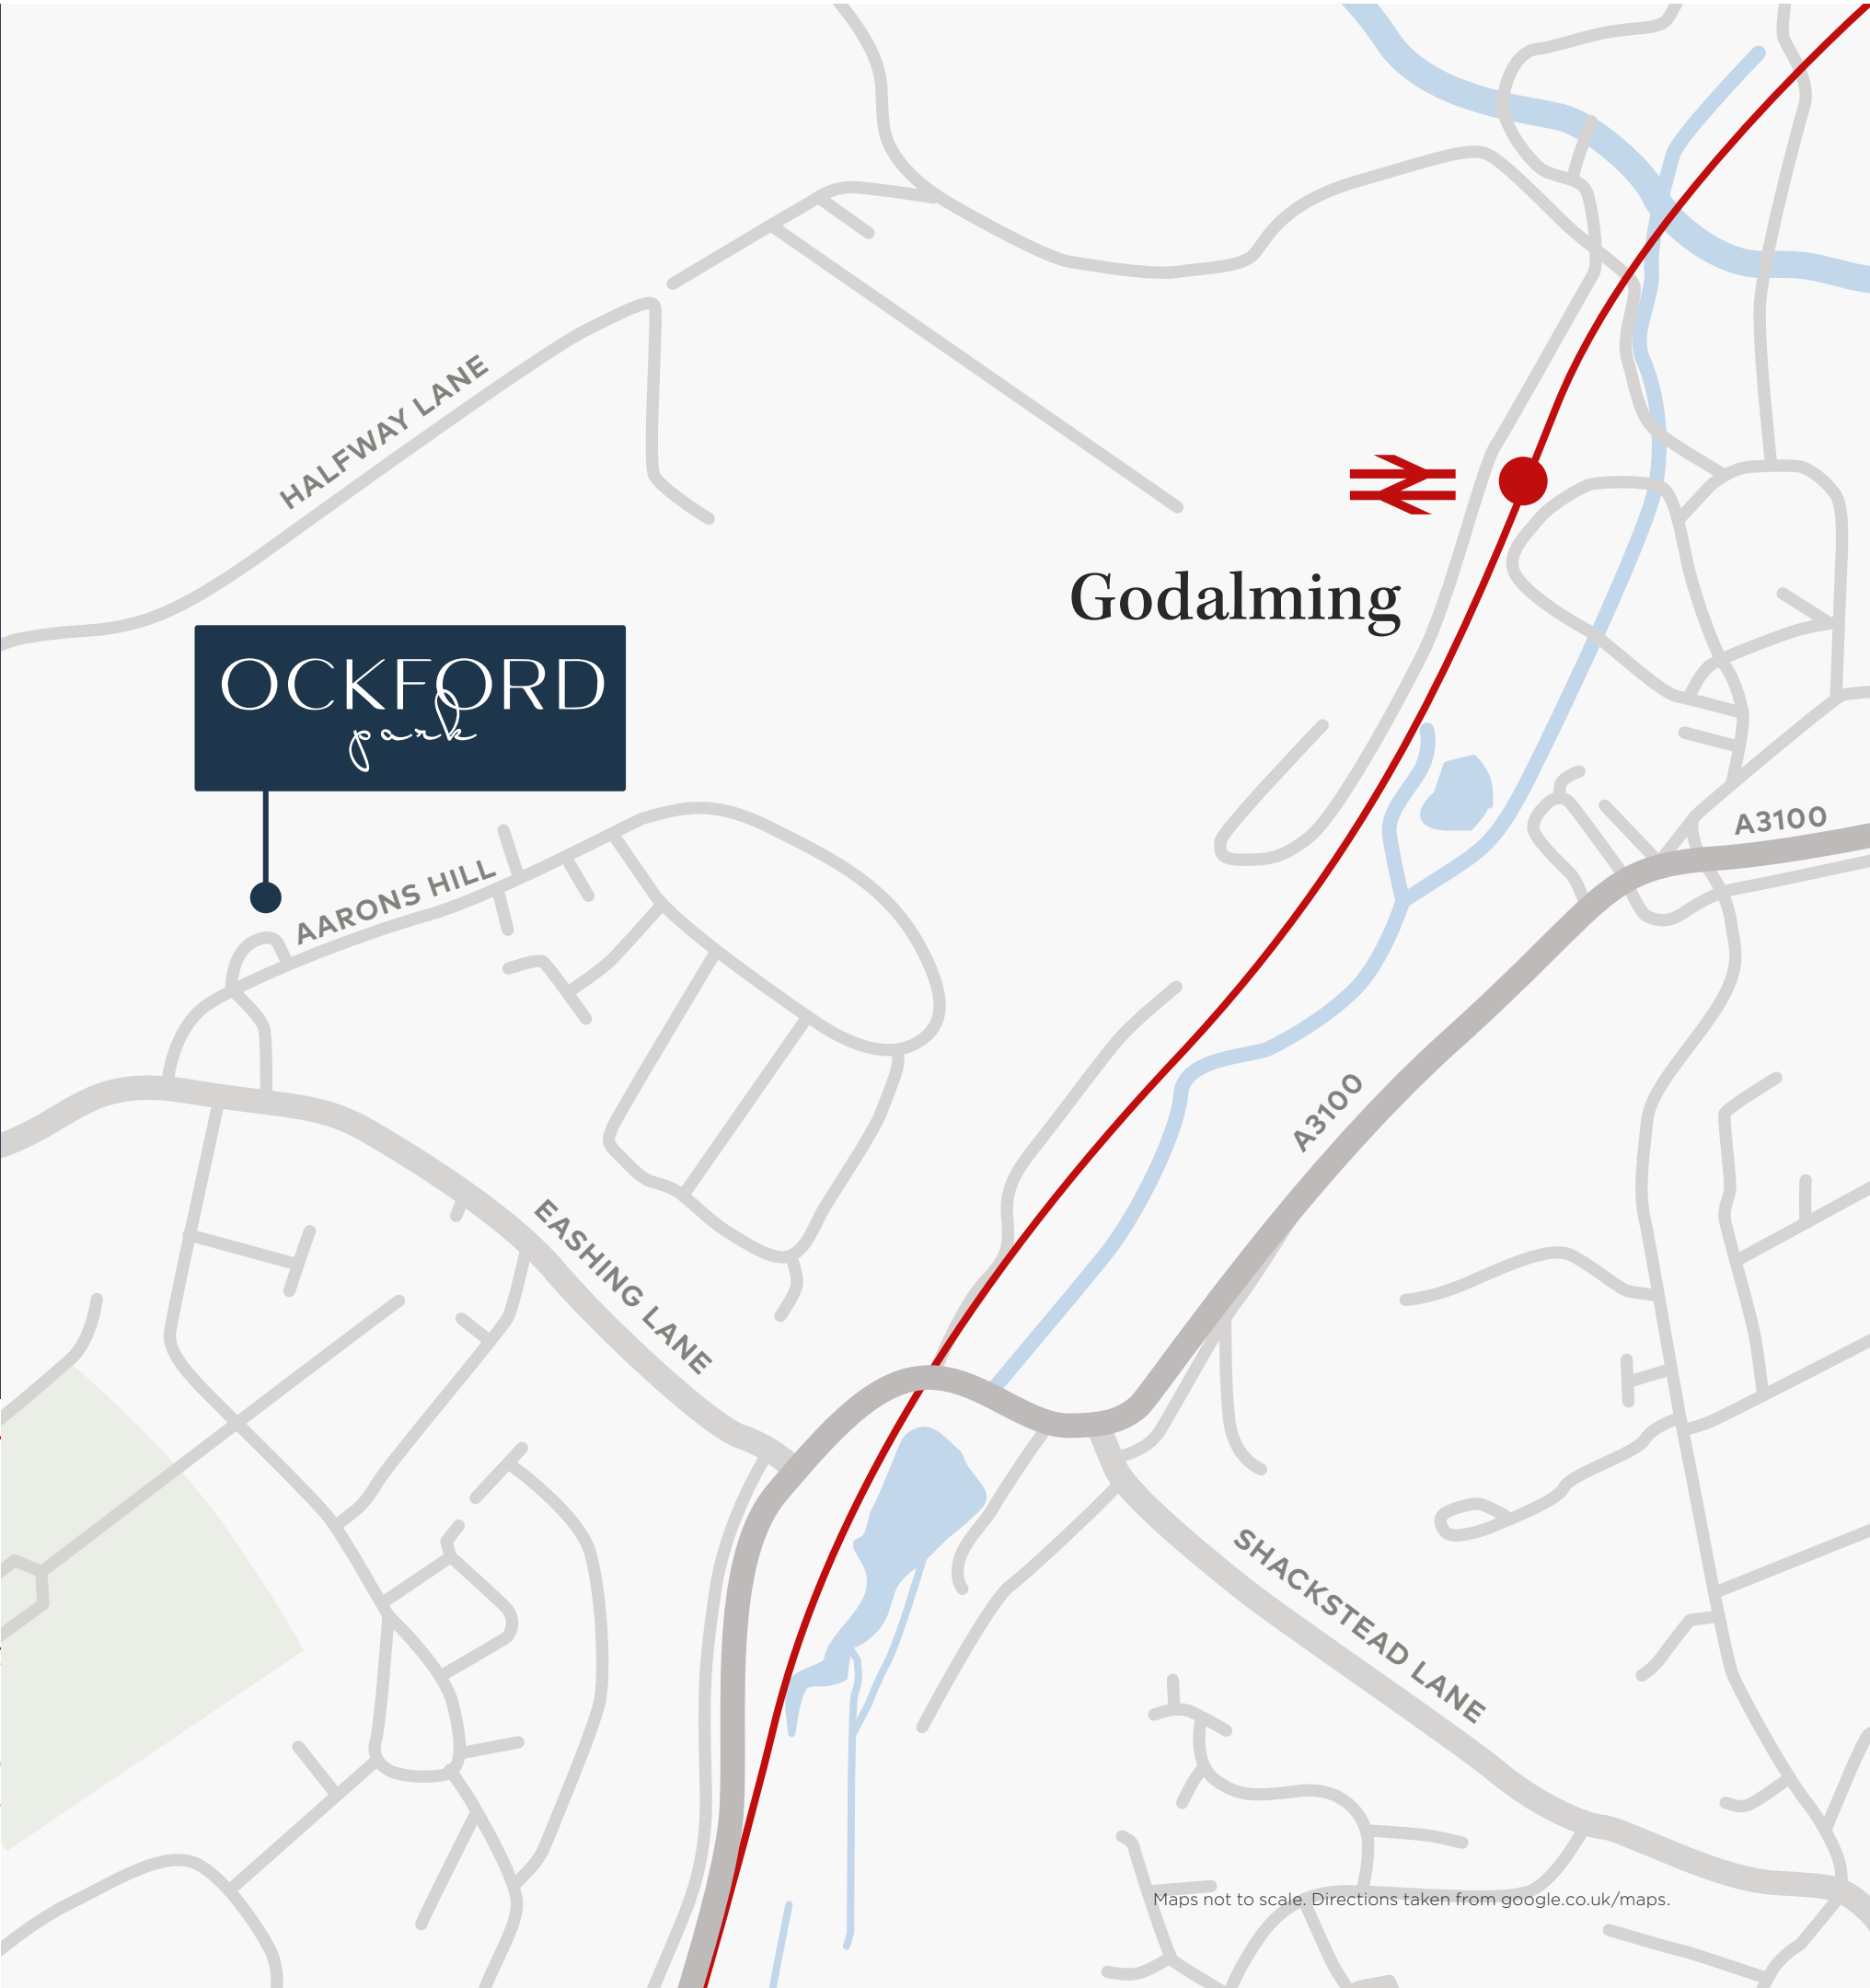 HALFWAY LANE
Godalming
OCKFORD
park
A3100
AARONS HILL
A3100
EASHING LANE
SHACKSTEAD LANE
Maps not to scale. Directions taken from google.co.uk/maps.